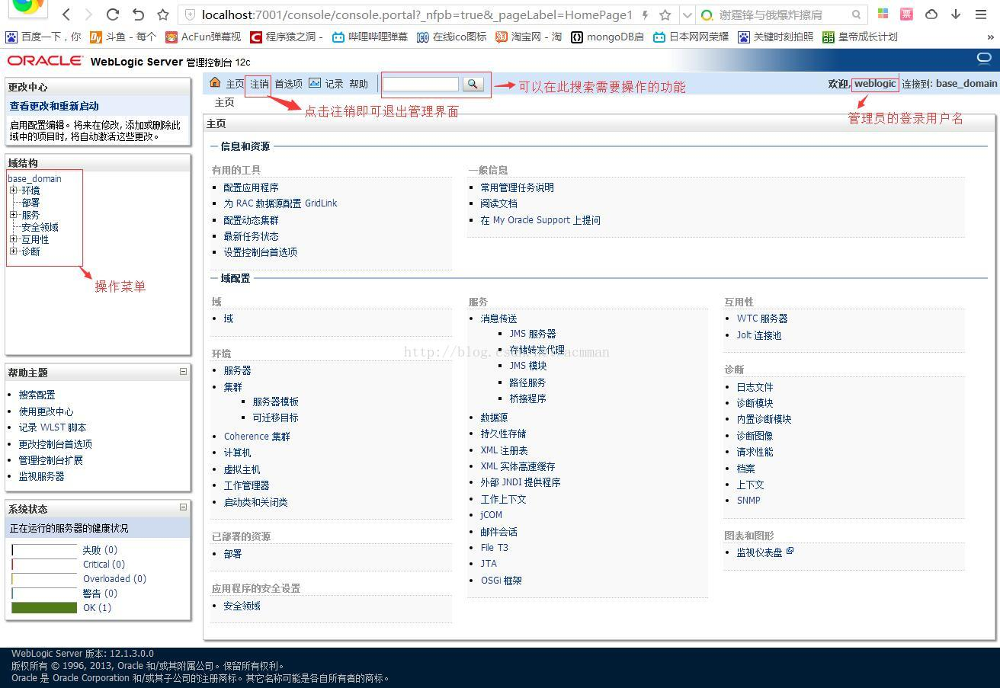 localhost:7001/console/console.portal?_nfpb=true&_pageLabel=HomePage1
谢霆锋与俄爆炸擦肩
票
百度一下，你
斗鱼 - 每个
AcFun弹幕视
程序猿之洞 -
哔哩哔哩弹幕
在线ico图标
淘宝网 - 淘
mongoDB启
日本网网荣耀
关键时刻拍照
皇帝成长计划
»
ORACLE WebLogic Server 管理控制台 12c
更改中心
查看更改和重新启动
启用配置编辑。将来在修改, 添加或删除此
域中的项目时, 将自动激活这些更改。
域结构
base_domain
环境
部署
服务
安全领域
互用性
诊断
操作菜单
帮助主题
搜索配置
使用更改中心
记录 WLST 脚本
更改控制台首选项
管理控制台扩展
监视服务器
系统状态
正在运行的服务器的健康状况
失败 (0)
Critical (0)
Overloaded (0)
警告 (0)
OK (1)
主页 注销 首选项 记录 帮助
可以在此搜索需要操作的功能
欢迎, weblogic 连接到: base_domain
主页
点击注销即可退出管理界面
管理员的登录用户名
主页
信息和资源
有用的工具
配置应用程序
为 RAC 数据源配置 GridLink
配置动态集群
最新任务状态
设置控制台首选项
一般信息
常用管理任务说明
阅读文档
在 My Oracle Support 上提问
域配置
域
域
环境
服务器
集群
服务器模板
可迁移目标
Coherence 集群
计算机
虚拟主机
工作管理器
启动类和关闭类
已部署的资源
部署
应用程序的安全设置
安全领域
服务
消息传送
JMS 服务器
存储转发代理
JMS 模块
路径服务
桥接程序
数据源
持久性存储
XML 注册表
XML 实体高速缓存
外部 JNDI 提供程序
工作上下文
jCOM
邮件会话
File T3
JTA
OSGi 框架
互用性
WTC 服务器
Jolt 连接池
诊断
日志文件
诊断模块
内置诊断模块
诊断图像
请求性能
档案
上下文
SNMP
图表和图形
监视仪表盘
http://blog.csdn.net/acmman
WebLogic Server 版本: 12.1.3.0.0
版权所有 © 1996, 2013, Oracle 和/或其附属公司。保留所有权利。
Oracle 是 Oracle Corporation 和/或其子公司的注册商标。其它名称可能是各自所有者的商标。